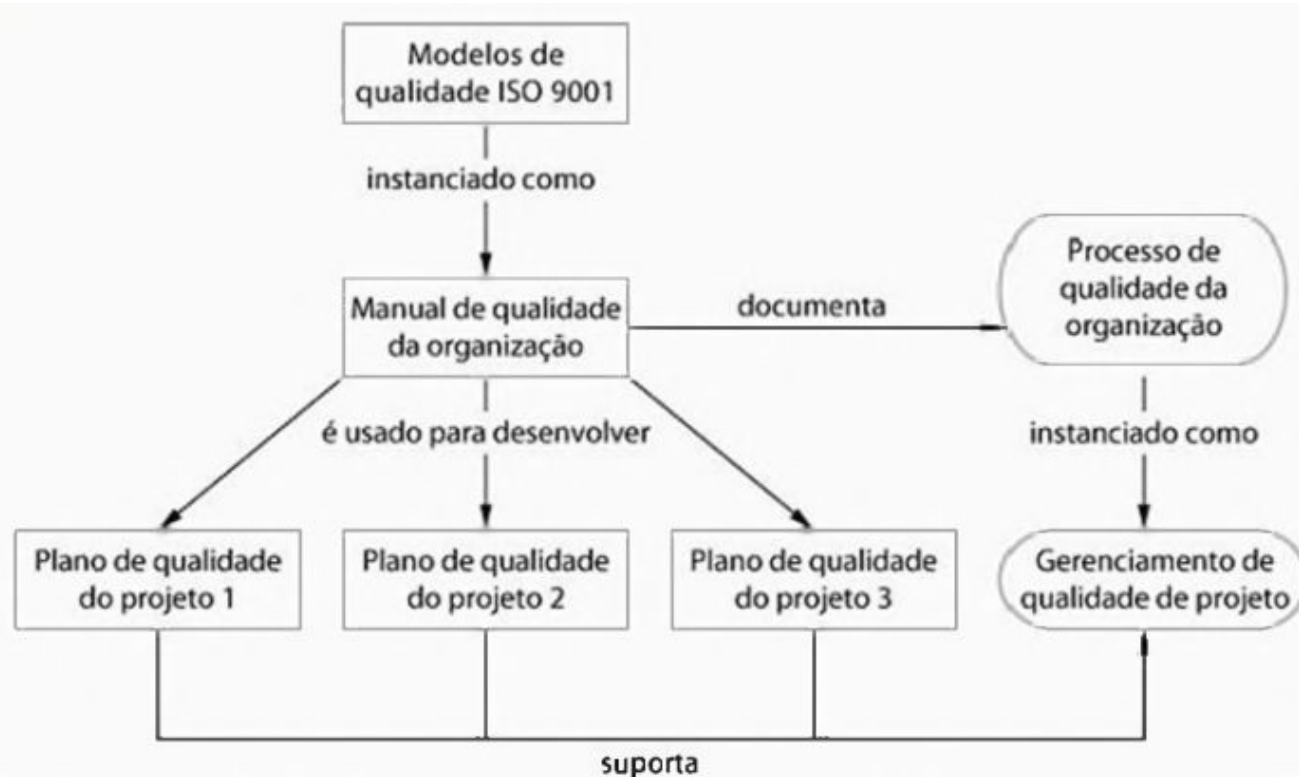 Modelos de
qualidade ISO 9001
instanciado como
Manual de qualidade
da organização
documenta
Processo de
qualidade da
organização
é usado para desenvolver
instanciado como
Plano de qualidade
do projeto 1
Plano de qualidade
do projeto 2
Plano de qualidade
do projeto 3
Gerenciamento de
qualidade de projeto
suporta